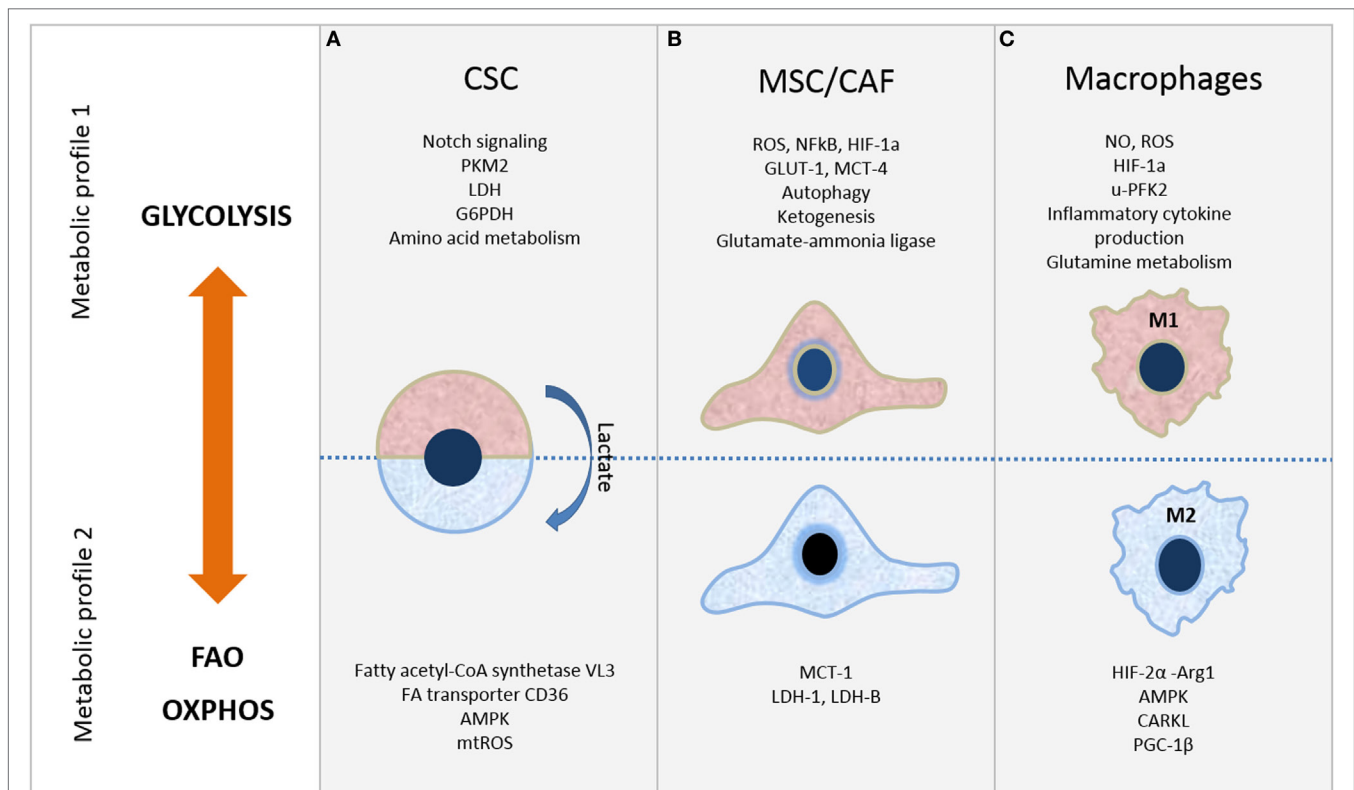 Metabolic profile 1
GLYCOLYSIS
Metabolic profile 2
FAO
OXPHOS
A
CSC
Notch signaling
PKM2
LDH
G6PDH
Amino acid metabolism
Lactate
Fatty acetyl-CoA synthetase VL3
FA transporter CD36
AMPK
mtROS
B
MSC/CAF
ROS, NFkB, HIF-1a
GLUT-1, MCT-4
Autophagy
Ketogenesis
Glutamate-ammonia ligase
MCT-1
LDH-1, LDH-B
C
Macrophages
NO, ROS
HIF-1a
u-PFK2
Inflammatory cytokine
production
Glutamine metabolism
M1
M2
HIF-2α -Arg1
AMPK
CARKL
PGC-1β